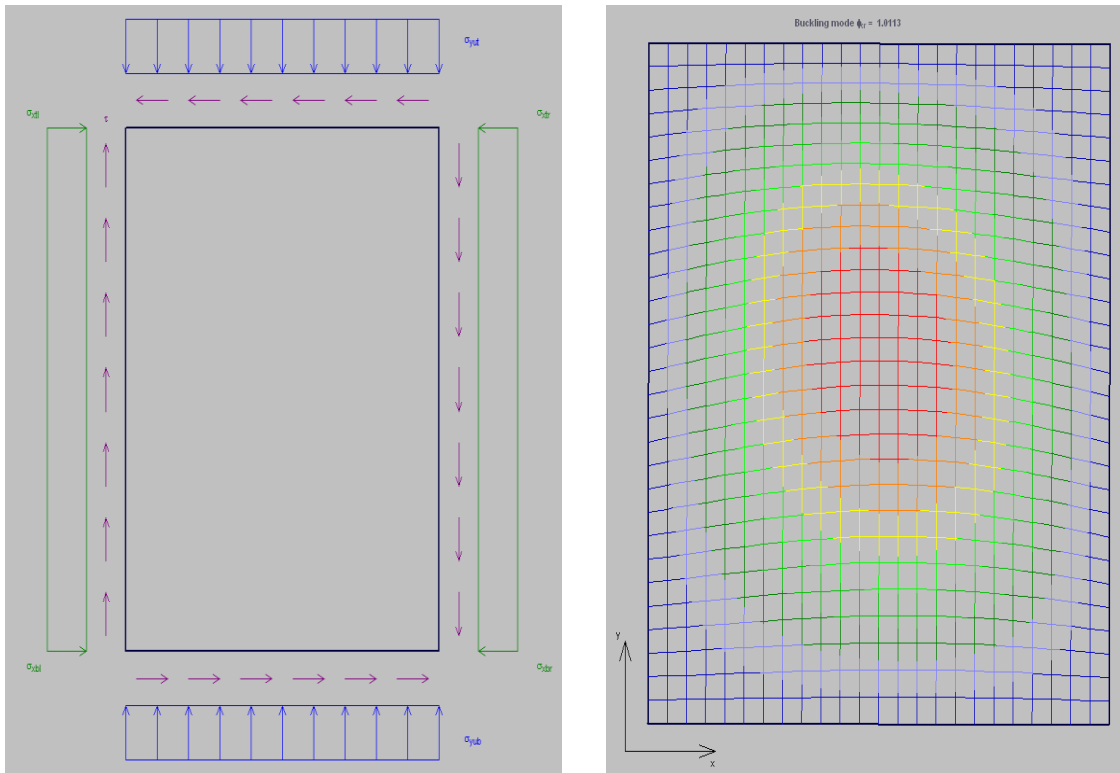 σyut
σxtl
τ
σxtr
σxbl
σxbr
σyub
Buckling mode ϕcr = 1.0113
y
x